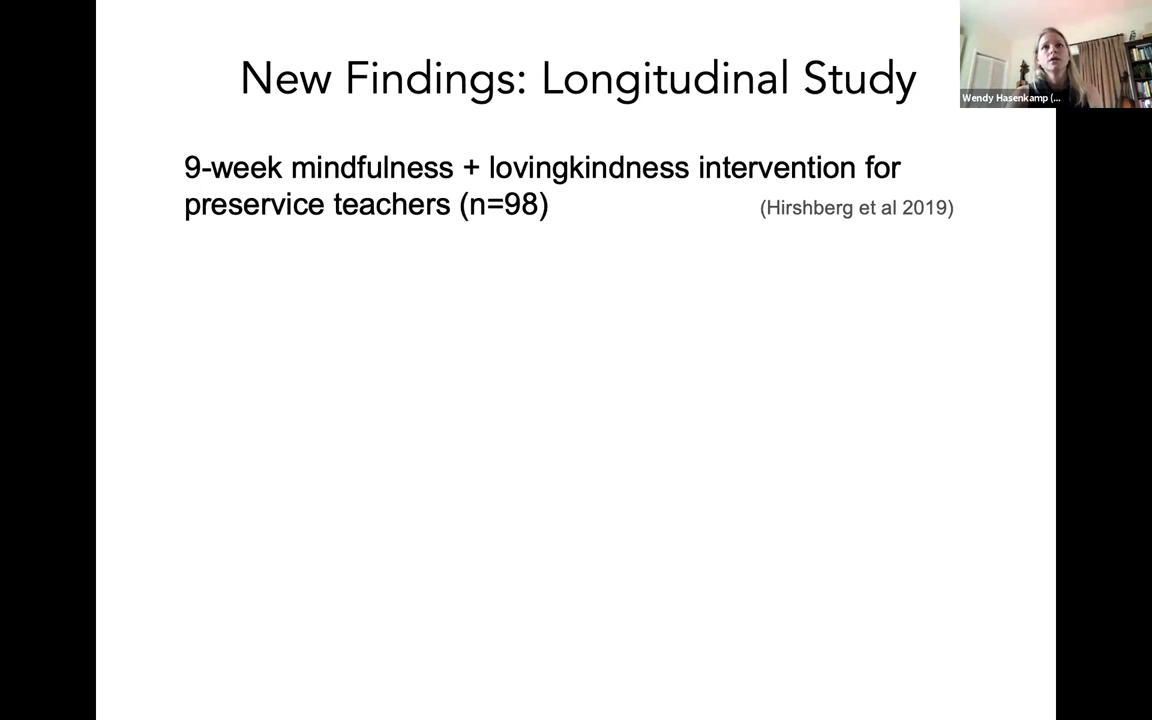 New Findings: Longitudinal Study
Wendy Hasenkamp (...
9-week mindfulness + lovingkindness intervention for
preservice teachers (n=98)
(Hirshberg et al 2019)